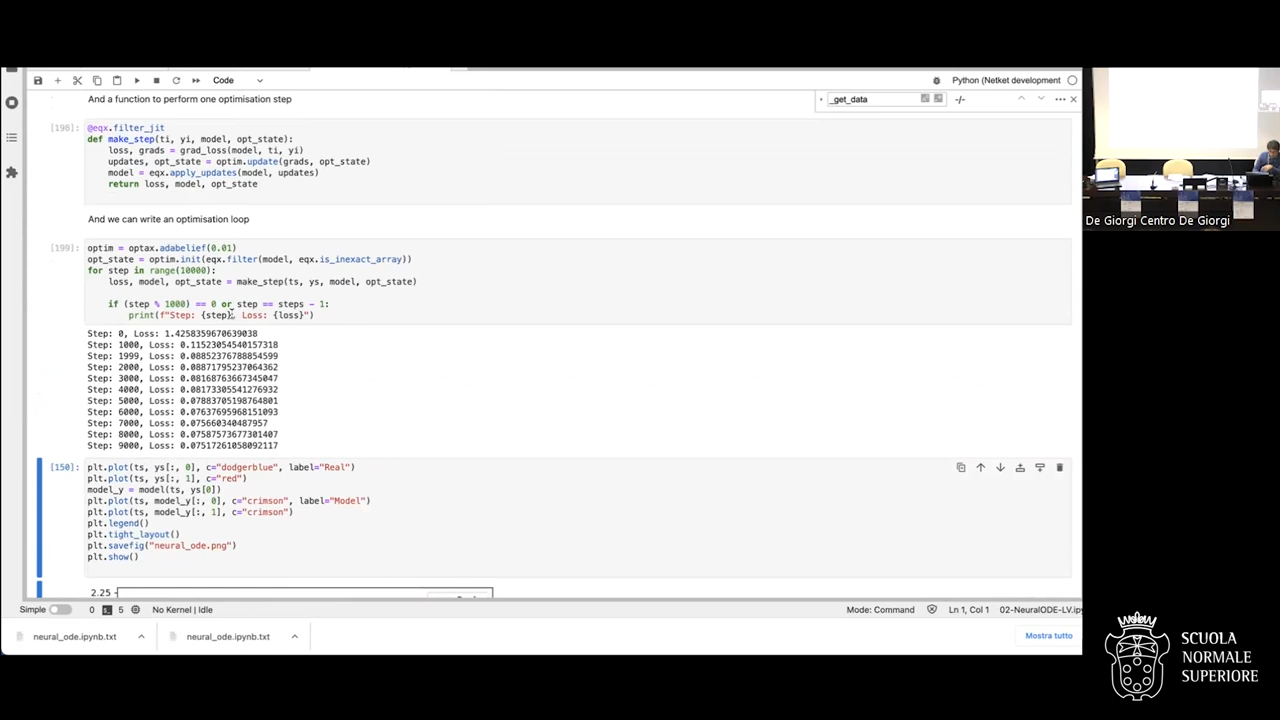 Code
Python (Netket development
And a function to perform one optimisation step
_get_data
-/-
[196]:
@eqx.filter_jit
def make_step(ti, yi, model, opt_state):
    loss, grads = grad_loss(model, ti, yi)
    updates, opt_state = optim.update(grads, opt_state)
    model = eqx.apply_updates(model, updates)
    return loss, model, opt_state
And we can write an optimisation loop
[199]:
optim = optax.adabelief(0.01)
opt_state = optim.init(eqx.filter(model, eqx.is_inexact_array))
for step in range(10000):
    loss, model, opt_state = make_step(ts, ys, model, opt_state)
    if (step % 1000) == 0 or step == steps - 1:
        print(f"Step: {step}, Loss: {loss}")
Step: 0, Loss: 1.4258359670639038
Step: 1000, Loss: 0.11523054540157318
Step: 1999, Loss: 0.08852376788854599
Step: 2000, Loss: 0.08871795237064362
Step: 3000, Loss: 0.08168763667345047
Step: 4000, Loss: 0.08173305541276932
Step: 5000, Loss: 0.07883705198764801
Step: 6000, Loss: 0.07637695968151093
Step: 7000, Loss: 0.075660340487957
Step: 8000, Loss: 0.07587573677301407
Step: 9000, Loss: 0.07517261058092117
[150]:
plt.plot(ts, ys[:, 0], c="dodgerblue", label="Real")
plt.plot(ts, ys[:, 1], c="red")
model_y = model(ts, ys[0])
plt.plot(ts, model_y[:, 0], c="crimson", label="Model")
plt.plot(ts, model_y[:, 1], c="crimson")
plt.legend()
plt.tight_layout()
plt.savefig("neural_ode.png")
plt.show()
2.25
Simple
0
5
No Kernel | Idle
Mode: Command
Ln 1, Col 1
02-NeuralODE-LV.ipy
neural_ode.ipynb.txt
neural_ode.ipynb.txt
Mostra tutto
De Giorgi Centro De Giorgi
SCUOLA
NORMALE
SUPERIORE